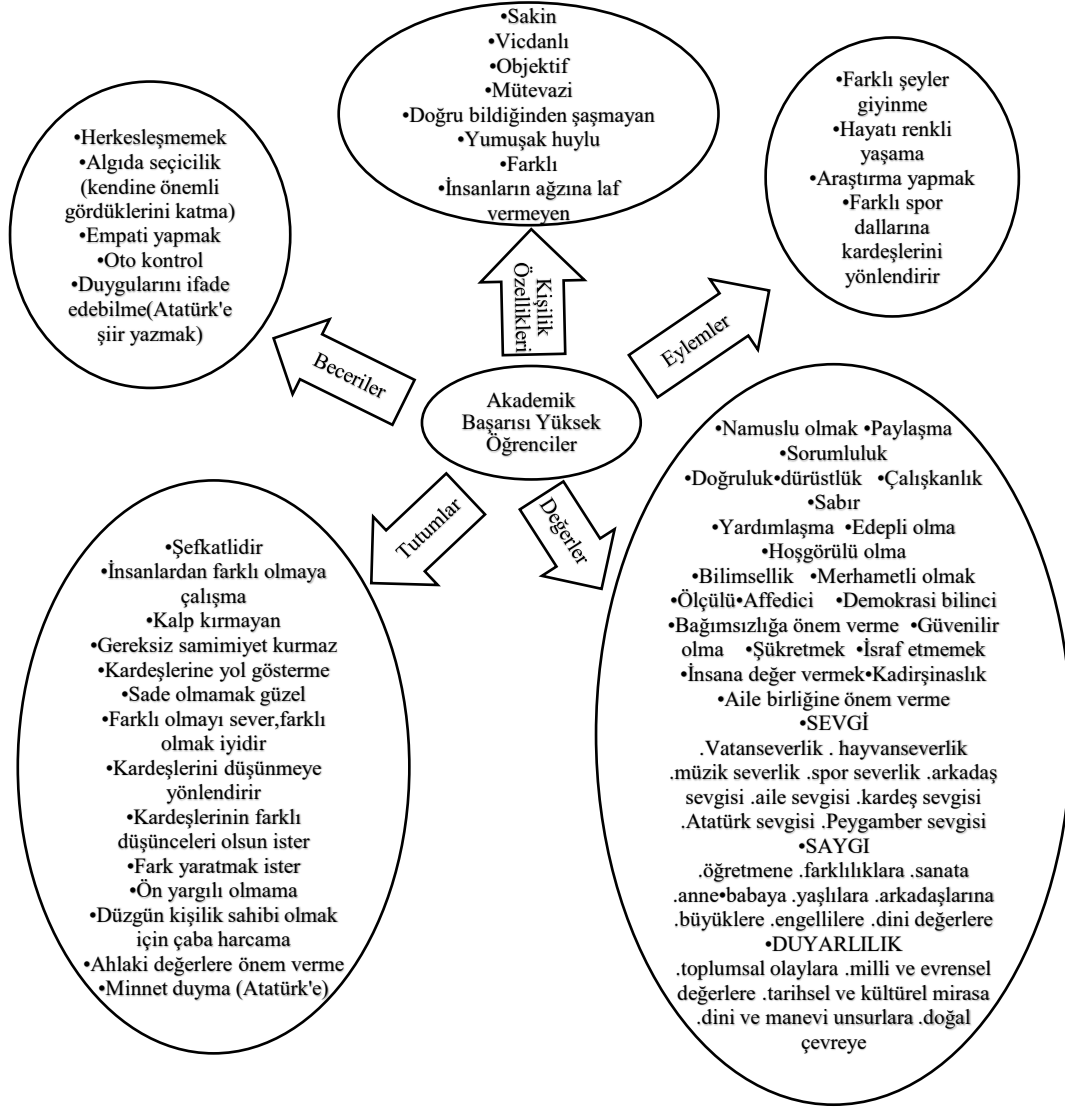 •Sakin
•Vicdanlı
•Objektif
•Mütevazi
•Doğru bildiğinden şaşmayan
•Yumuşak huylu
•Farklı
•İnsanların ağzına laf
vermeyen
•Herkesleşmemek
•Algıda seçicilik
(kendine önemli
gördüklerini katma)
•Empati yapmak
•Oto kontrol
•Duygularını ifade
edebilme(Atatürk'e
şiir yazmak)
•Farklı şeyler
giyinme
•Hayatı renkli
yaşama
•Araştırma yapmak
•Farklı spor
dallarına
kardeşlerini
yönlendirir
Kişilik
Özellikleri
Beceriler
Eylemler
Akademik
Başarısı Yüksek
Öğrenciler
Tutumlar
Değerler
•Şefkatlidir
•İnsanlardan farklı olmaya
çalışma
•Kalp kırmayan
•Gereksiz samimiyet kurmaz
•Kardeşlerine yol gösterme
•Sade olmamak güzel
•Farklı olmayı sever,farklı
olmak iyidir
•Kardeşlerini düşünmeye
yönlendirir
•Kardeşlerinin farklı
düşünceleri olsun ister
•Fark yaratmak ister
•Ön yargılı olmama
•Düzgün kişilik sahibi olmak
için çaba harcama
•Ahlaki değerlere önem verme
•Minnet duyma (Atatürk'e)
•Namuslu olmak •Paylaşma
•Sorumluluk
•Doğruluk•dürüstlük •Çalışkanlık
•Sabır
•Yardımlaşma •Edepli olma
•Hoşgörülü olma
•Bilimsellik •Merhametli olmak
•Ölçülü•Affedici •Demokrasi bilinci
•Bağımsızlığa önem verme •Güvenilir
olma •Şükretmek •İsraf etmemek
•İnsana değer vermek•Kadirşinaslık
•Aile birliğine önem verme
•SEVGİ
.Vatanseverlik . hayvanseverlik
.müzik severlik .spor severlik .arkadaş
sevgisi .aile sevgisi .kardeş sevgisi
.Atatürk sevgisi .Peygamber sevgisi
•SAYGI
.öğretmene .farklılıklara .sanata
.anne•babaya .yaşlılara .arkadaşlarına
.büyüklere .engellilere .dini değerlere
•DUYARLILIK
.toplumsal olaylara .milli ve evrensel
değerlere .tarihsel ve kültürel mirasa
.dini ve manevi unsurlara .doğal
çevreye